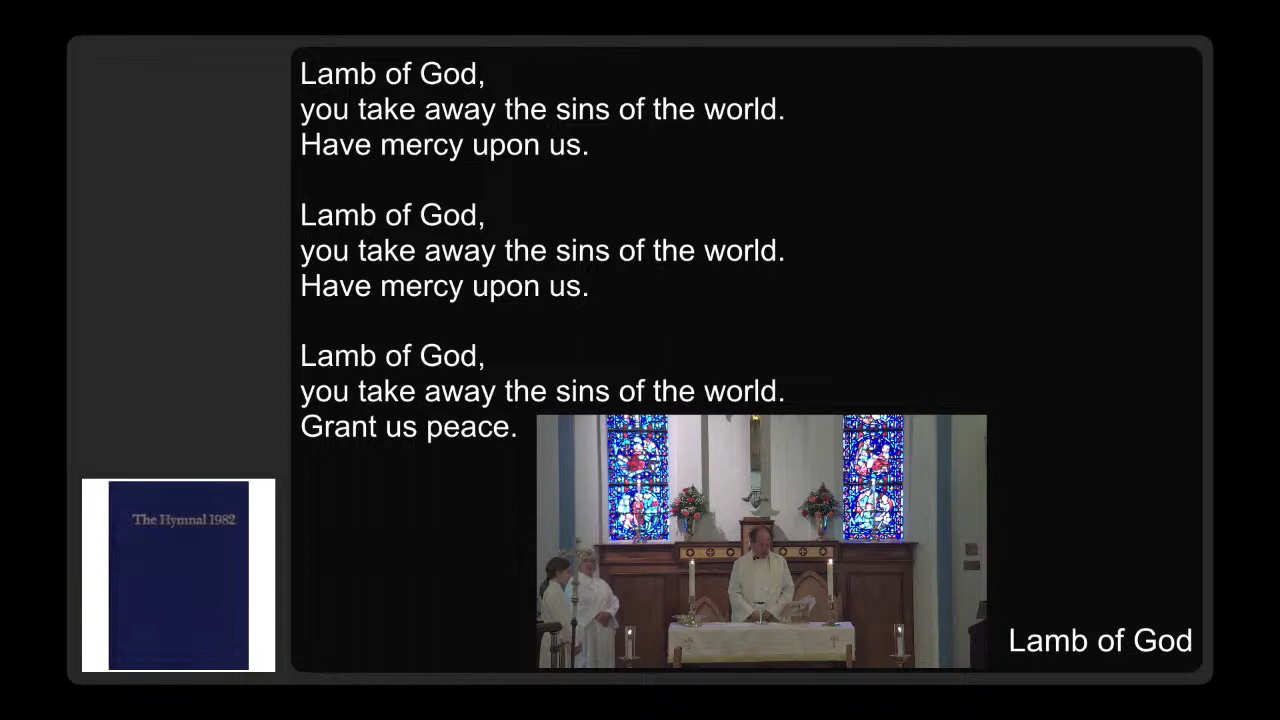 Lamb of God,
you take away the sins of the world.
Have mercy upon us.
Lamb of God,
you take away the sins of the world.
Have mercy upon us.
Lamb of God,
you take away the sins of the world.
Grant us peace.
The Hymnal 1982
Lamb of God